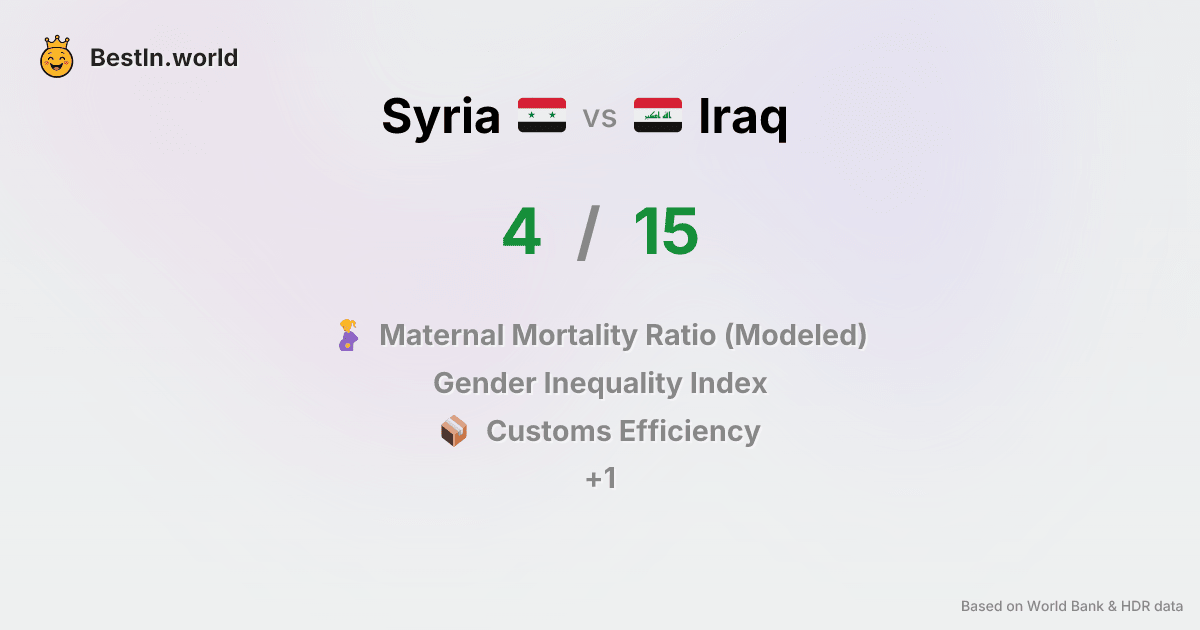 BestIn.world
Syria vs Iraq
4 / 15
Maternal Mortality Ratio (Modeled)
Gender Inequality Index
Customs Efficiency
+1
Based on World Bank & HDR data